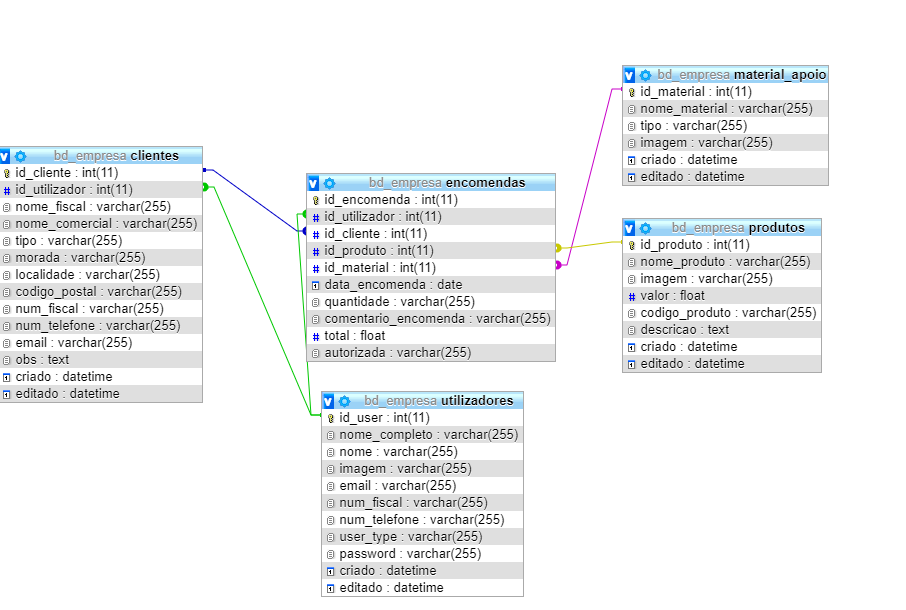 bd_empresa clientes
id_cliente : int(11)
id_utilizador : int(11)
nome_fiscal : varchar(255)
nome_comercial : varchar(255)
tipo : varchar(255)
morada : varchar(255)
localidade : varchar(255)
codigo_postal : varchar(255)
num_fiscal : varchar(255)
num_telefone : varchar(255)
email : varchar(255)
obs : text
criado : datetime
editado : datetime
bd_empresa encomendas
id_encomenda : int(11)
id_utilizador : int(11)
id_cliente : int(11)
id_produto : int(11)
id_material : int(11)
data_encomenda : date
quantidade : varchar(255)
comentario_encomenda : varchar(255)
total : float
autorizada : varchar(255)
bd_empresa material_apoio
id_material : int(11)
nome_material : varchar(255)
tipo : varchar(255)
imagem : varchar(255)
criado : datetime
editado : datetime
bd_empresa produtos
id_produto : int(11)
nome_produto : varchar(255)
imagem : varchar(255)
valor : float
codigo_produto : varchar(255)
descricao : text
criado : datetime
editado : datetime
bd_empresa utilizadores
id_user : int(11)
nome_completo : varchar(255)
nome : varchar(255)
imagem : varchar(255)
email : varchar(255)
num_fiscal : varchar(255)
num_telefone : varchar(255)
user_type : varchar(255)
password : varchar(255)
criado : datetime
editado : datetime